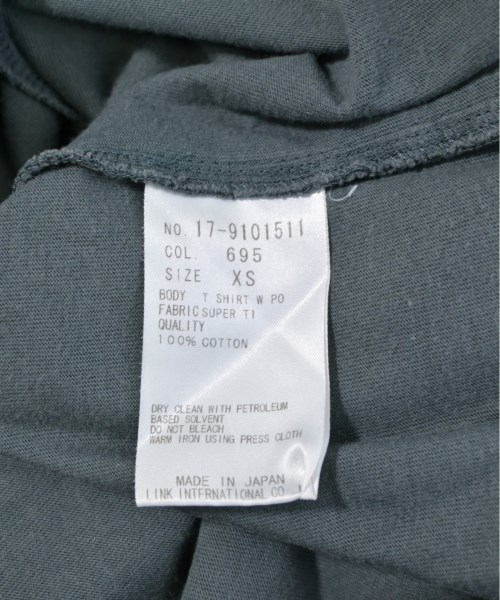 NO. 17-9101511
COL. 695
SIZE XS
BODY T SHIRT W PO
FABRIC SUPER TI
QUALITY
100% COTTON
DRY CLEAN WITH PETROLEUM
BASED SOLVENT
DO NOT BLEACH
WARM IRON USING PRESS CLOTH
MADE IN JAPAN
LINK INTERNATIONAL CO